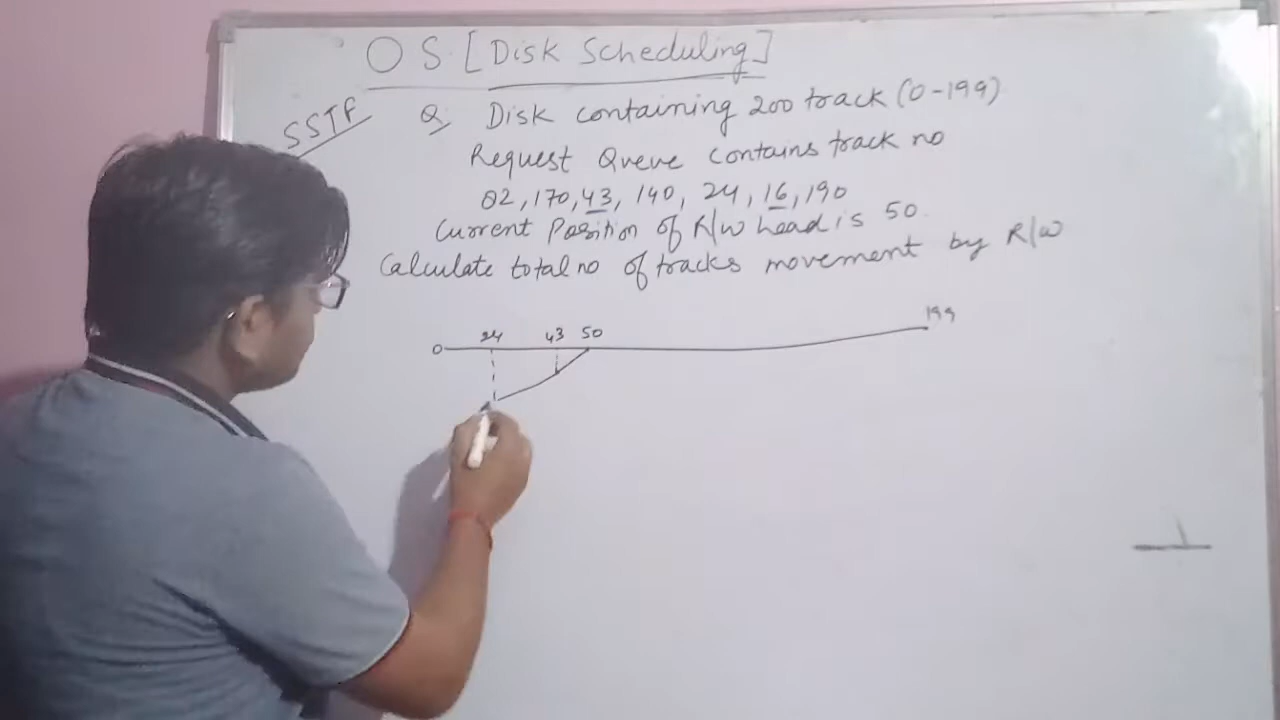 OS [Disk Scheduling]
SSTF
Q Disk containing 200 track (0-199)
Request Queue contains track no
82, 170, 43, 140, 24, 16, 190
Current Position of R/W head is 50
Calculate total no of tracks movement by R/W
0 24 43 50 199